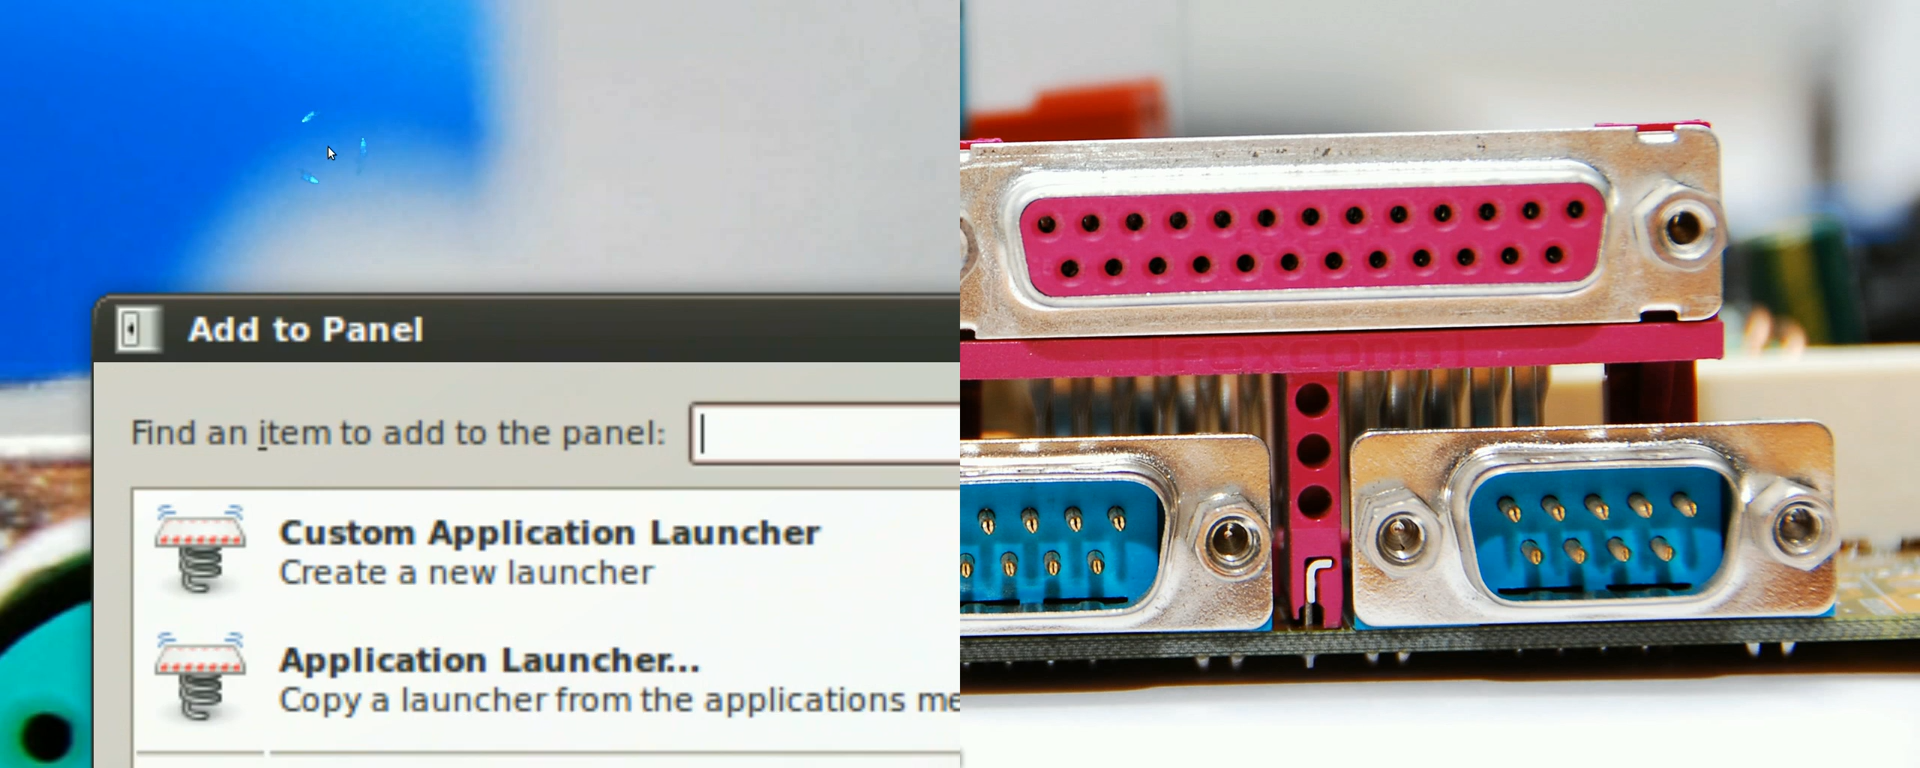 Add to Panel
Find an item to add to the panel:
Custom Application Launcher
Create a new launcher
Application Launcher...
Copy a launcher from the applications me
Foxconn